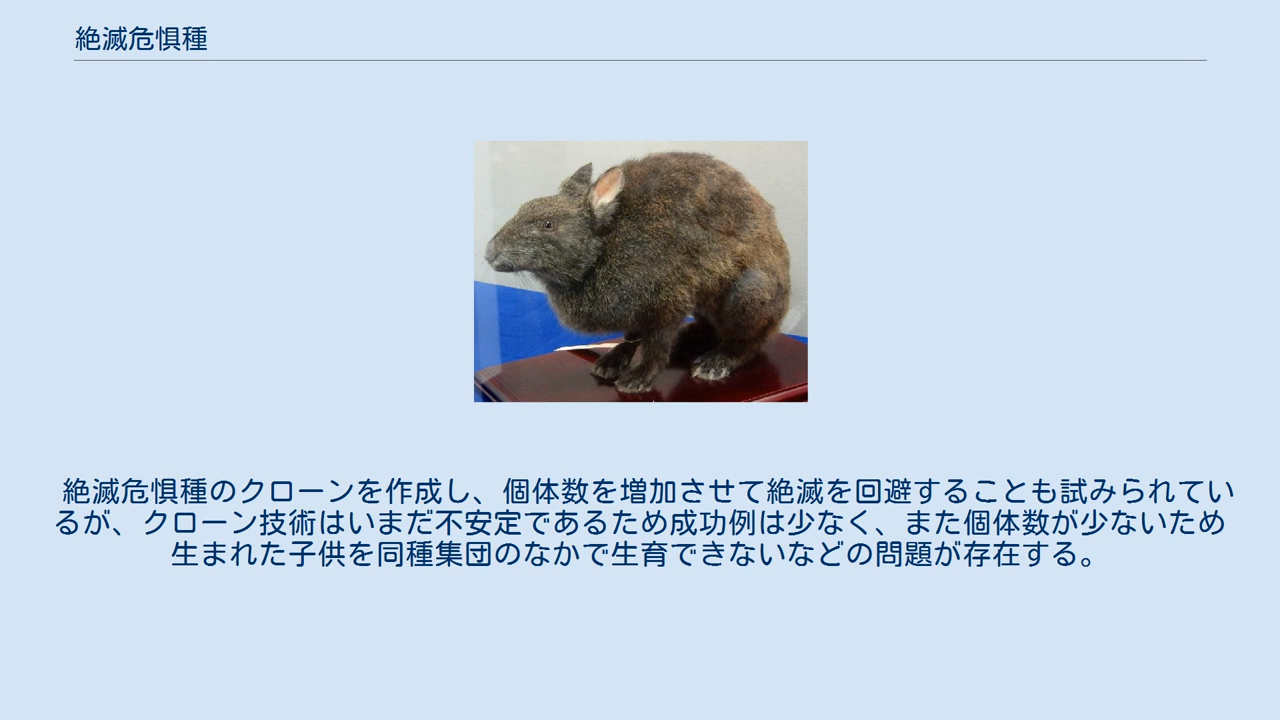 絶滅危惧種
絶滅危惧種のクローンを作成し、個体数を増加させて絶滅を回避することも試みられてい
るが、クローン技術はいまだ不安定であるため成功例は少なく、また個体数が少ないため
生まれた子供を同種集団のなかで生育できないなどの問題が存在する。